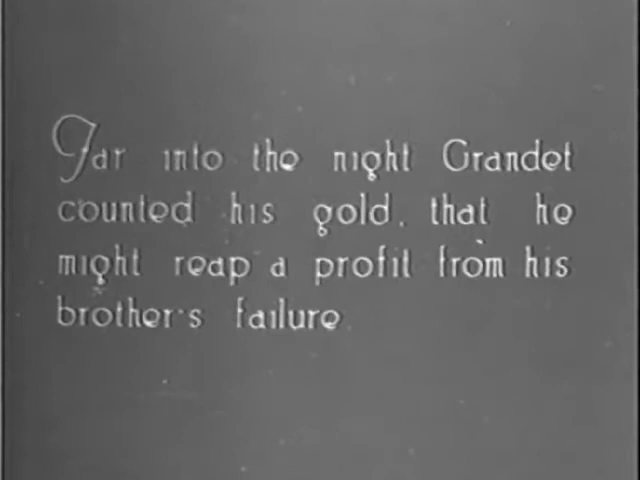 Far into the night Grandet
counted his gold, that he
might reap a profit from his
brother's failure